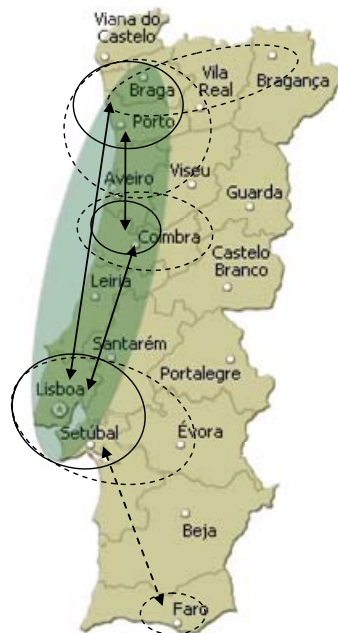 Viana do
Castelo
Braga
Vila
Real
Bragança
Porto
Aveiro
Viseu
Guarda
Coimbra
Castelo
Branco
Leiria
Santarém
Portalegre
Lisboa
Setúbal
Évora
Beja
Faro